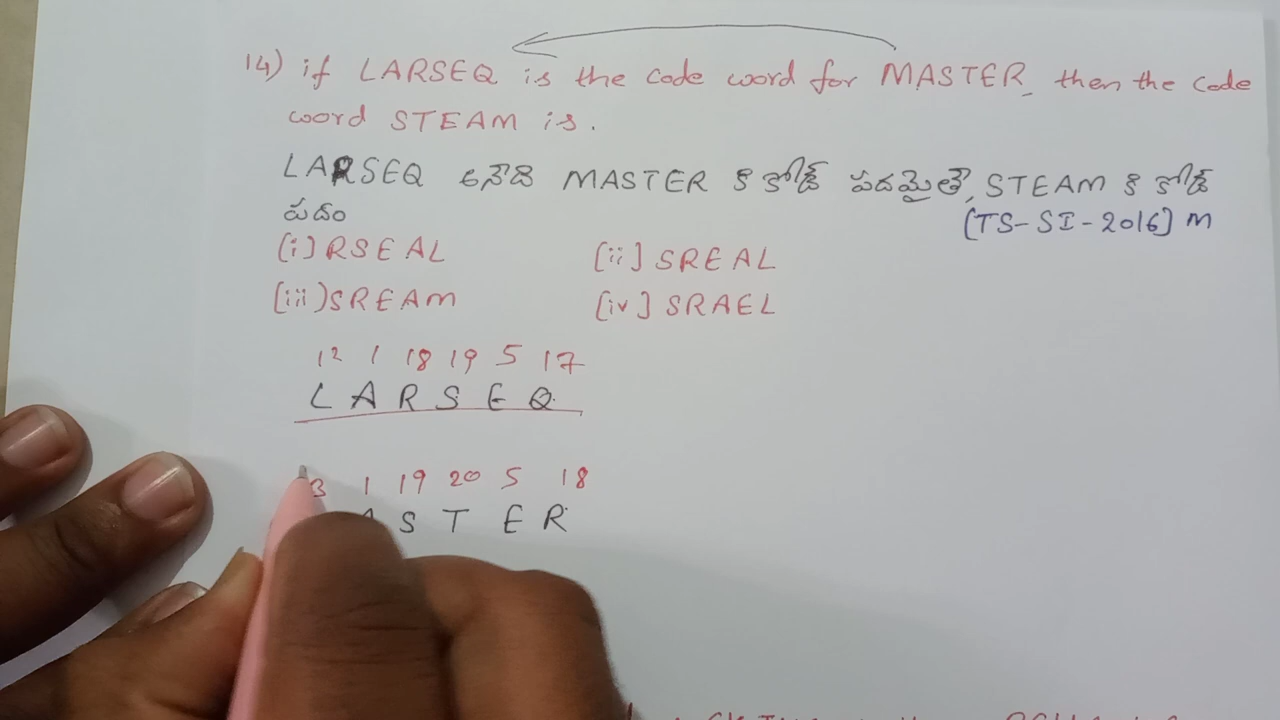 14) if LARSEQ is the code word for MASTER, then the code
word STEAM is.
LARSEQ అనేది MASTER కి కోడ్ పదమైతే, STEAM కి కోడ్
పదం
[TS-SI-2016] M
(i) RSEAL [ii] SREAL
[iii) SREAM [iv] SRAEL
12 1 18 19 5 17
LARSEQ
3 1 19 20 5 18
A S T E R